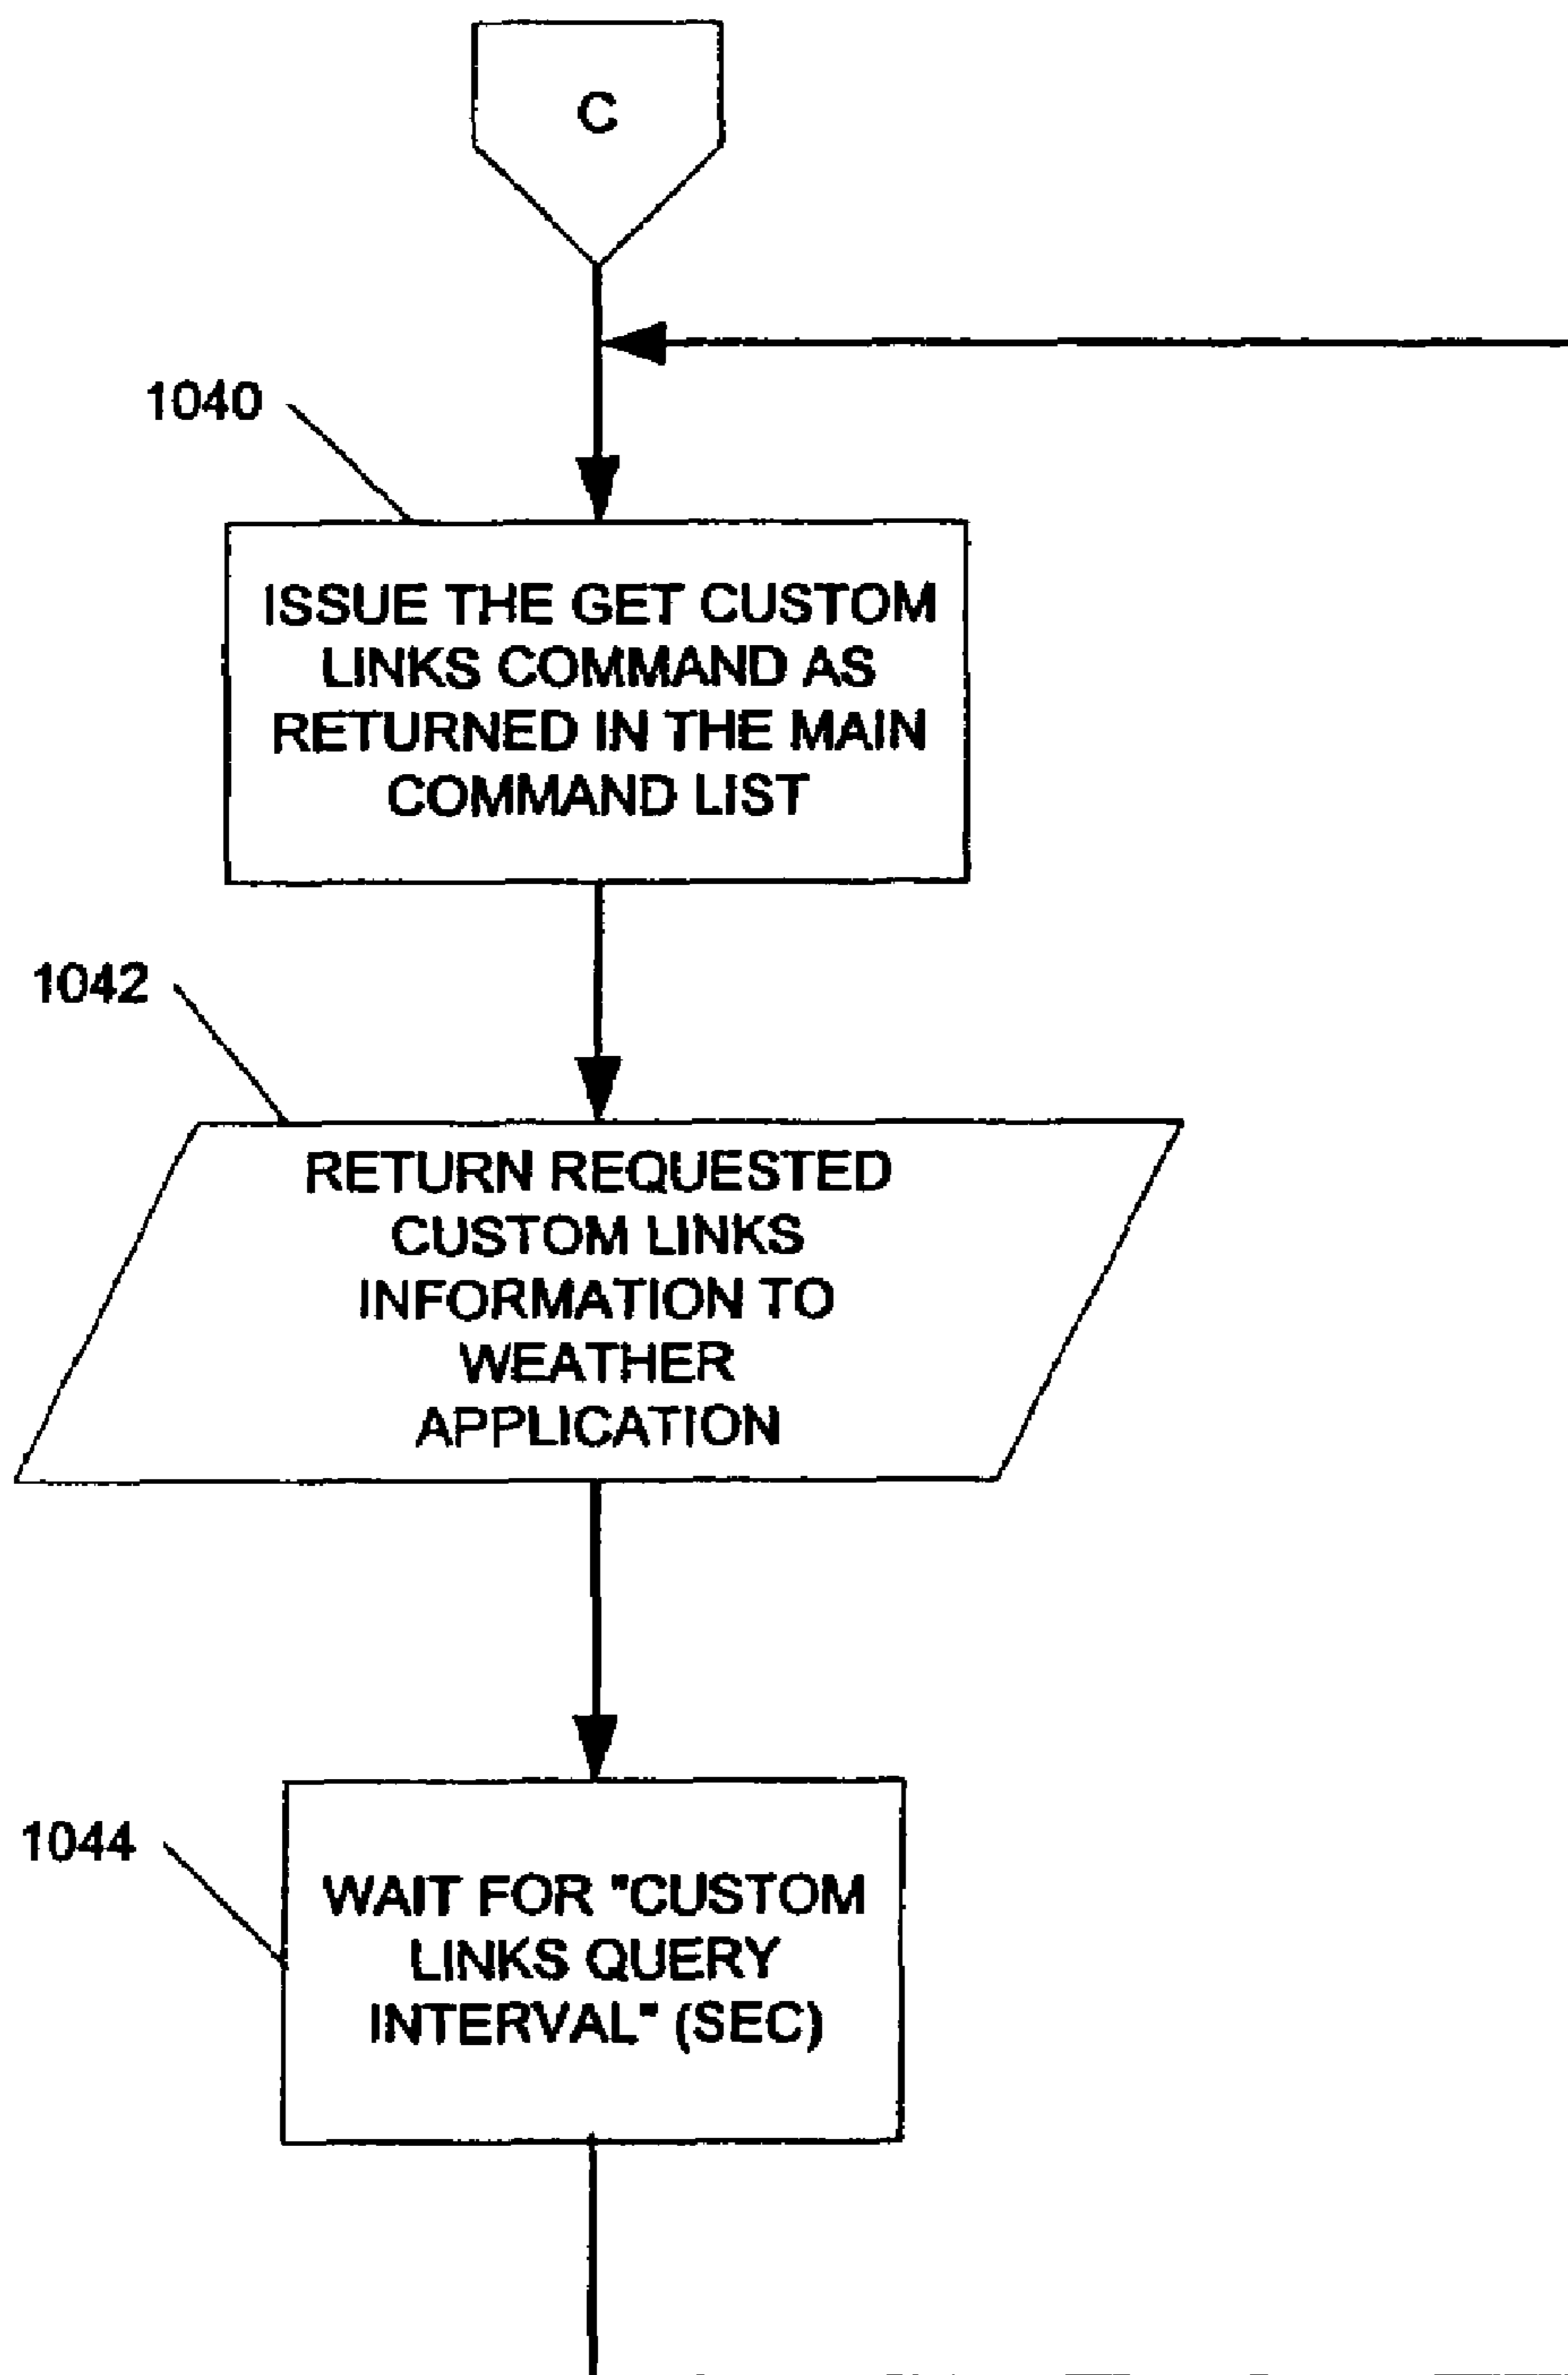 C
1040
ISSUE THE GET CUSTOM
LINKS COMMAND AS
RETURNED IN THE MAIN
COMMAND LIST
1042
RETURN REQUESTED
CUSTOM LINKS
INFORMATION TO
WEATHER
APPLICATION
1044
WAIT FOR "CUSTOM
LINKS QUERY
INTERVAL" (SEC)